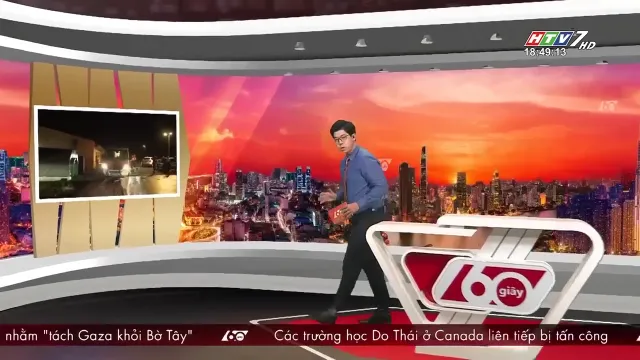 HTV7 HD
18:49:13
60 giây
nhằm "tách Gaza khỏi Bờ Tây" 60 Các trường học Do Thái ở Canada liên tiếp bị tấn công